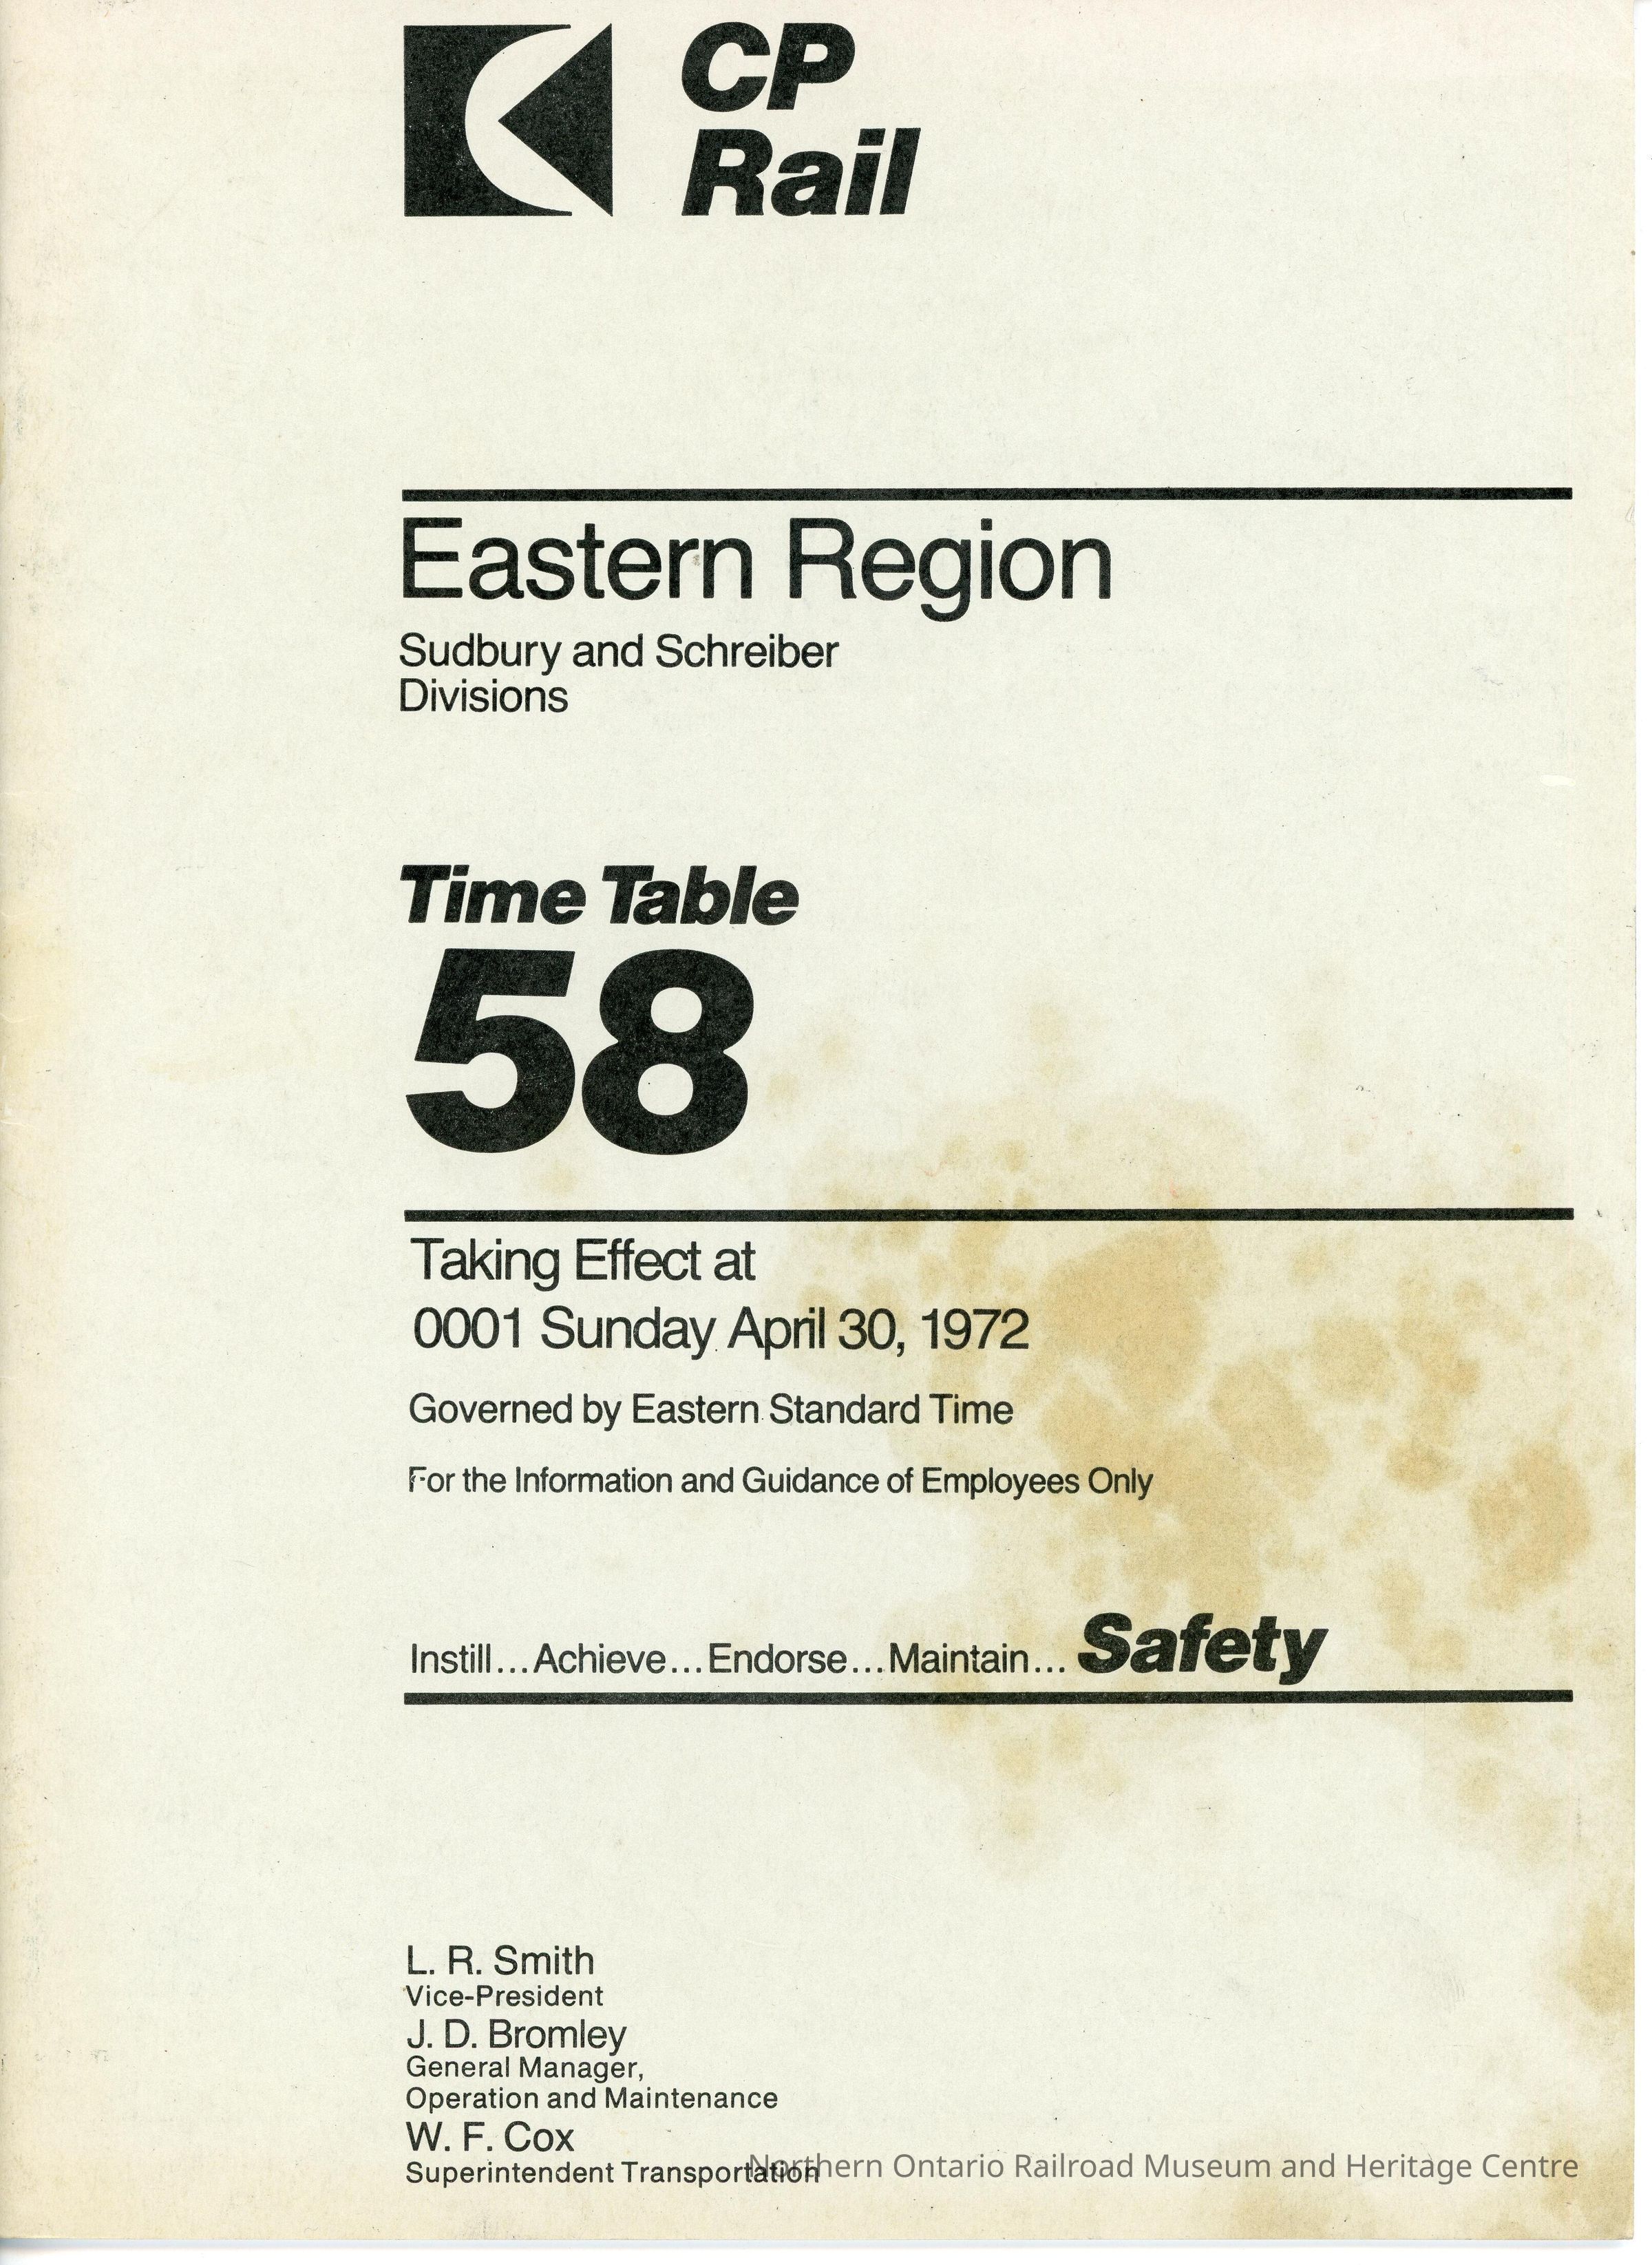 CP
Rail
Eastern Region
Sudbury and Schreiber
Divisions
Time Table
58
Taking Effect at
0001 Sunday April 30, 1972
Governed by Eastern Standard Time
For the Information and Guidance of Employees Only
Instill...Achieve...Endorse...Maintain... Safety
L. R. Smith
Vice-President
J. D. Bromley
General Manager,
Operation and Maintenance
W. F. Cox
Superintendent Transportation
Northern Ontario Railroad Museum and Heritage Centre